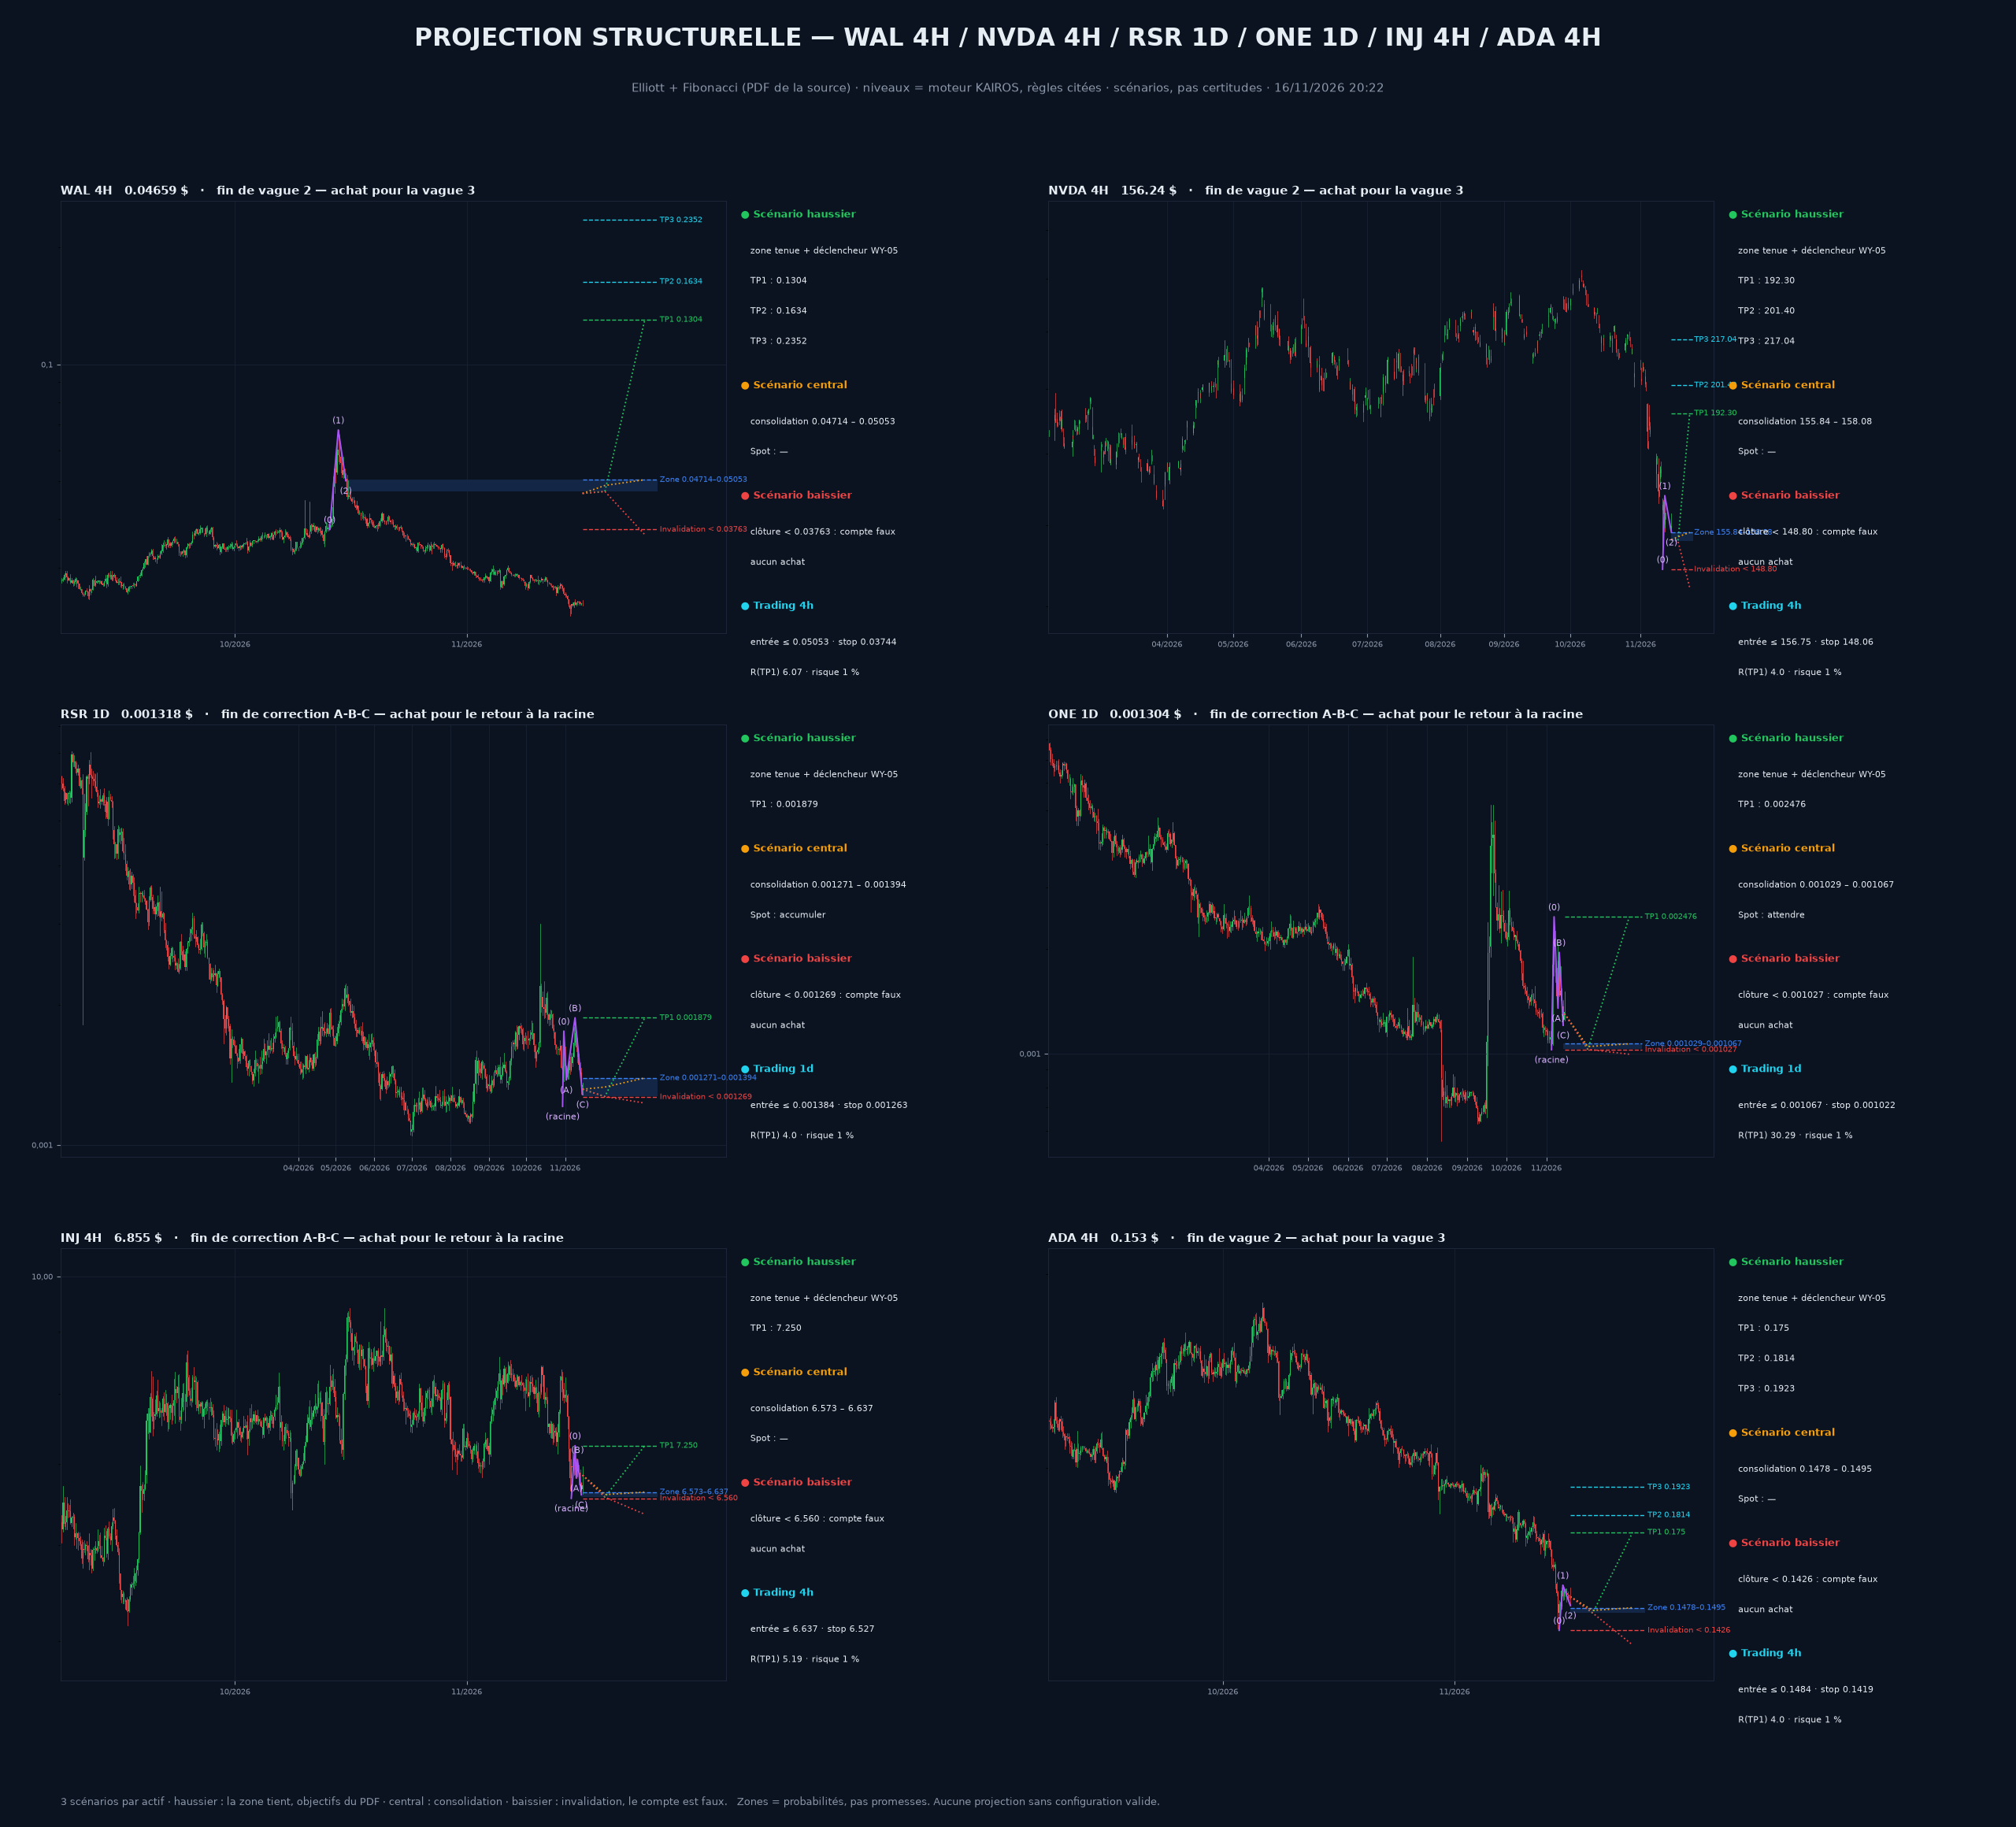 PROJECTION STRUCTURELLE — WAL 4H / NVDA 4H / RSR 1D / ONE 1D / INJ 4H / ADA 4H
Elliott + Fibonacci (PDF de la source) · niveaux = moteur KAIROS, règles citées · scénarios, pas certitudes · 16/11/2026 20:22
WAL 4H 0.04659 $ · fin de vague 2 — achat pour la vague 3
TP3 0.2352
TP2 0.1634
TP1 0.1304
0,1
(1)
(2)
(0)
Zone 0.04714–0.05053
Invalidation < 0.03763
10/2026
11/2026
Scénario haussier
zone tenue + déclencheur WY-05
TP1 : 0.1304
TP2 : 0.1634
TP3 : 0.2352
Scénario central
consolidation 0.04714 – 0.05053
Spot : —
Scénario baissier
clôture < 0.03763 : compte faux
aucun achat
Trading 4h
entrée ≤ 0.05053 · stop 0.03744
R(TP1) 6.07 · risque 1 %
NVDA 4H 156.24 $ · fin de vague 2 — achat pour la vague 3
TP3 217.04
TP2 201.
TP1 192.30
(1)
(2)
(0)
Zone 155.8
Invalidation < 148.80
04/2026
05/2026
06/2026
07/2026
08/2026
09/2026
10/2026
11/2026
Scénario haussier
zone tenue + déclencheur WY-05
TP1 : 192.30
TP2 : 201.40
TP3 : 217.04
Scénario central
consolidation 155.84 – 158.08
Spot : —
Scénario baissier
clôture < 148.80 : compte faux
aucun achat
Trading 4h
entrée ≤ 156.75 · stop 148.06
R(TP1) 4.0 · risque 1 %
RSR 1D 0.001318 $ · fin de correction A-B-C — achat pour le retour à la racine
(B)
(0)
TP1 0.001879
(A)
(C)
(racine)
Zone 0.001271–0.001394
Invalidation < 0.001269
0,001
04/2026
05/2026
06/2026
07/2026
08/2026
09/2026
10/2026
11/2026
Scénario haussier
zone tenue + déclencheur WY-05
TP1 : 0.001879
Scénario central
consolidation 0.001271 – 0.001394
Spot : accumuler
Scénario baissier
clôture < 0.001269 : compte faux
aucun achat
Trading 1d
entrée ≤ 0.001384 · stop 0.001263
R(TP1) 4.0 · risque 1 %
ONE 1D 0.001304 $ · fin de correction A-B-C — achat pour le retour à la racine
(0)
TP1 0.002476
(B)
(A)
(C)
(racine)
Zone 0.001029–0.001067
Invalidation < 0.001027
0,001
04/2026
05/2026
06/2026
07/2026
08/2026
09/2026
10/2026
11/2026
Scénario haussier
zone tenue + déclencheur WY-05
TP1 : 0.002476
Scénario central
consolidation 0.001029 – 0.001067
Spot : attendre
Scénario baissier
clôture < 0.001027 : compte faux
aucun achat
Trading 1d
entrée ≤ 0.001067 · stop 0.001022
R(TP1) 30.29 · risque 1 %
INJ 4H 6.855 $ · fin de correction A-B-C — achat pour le retour à la racine
10,00
(0)
(B)
TP1 7.250
(A)
(C)
(racine)
Zone 6.573–6.637
Invalidation < 6.560
10/2026
11/2026
Scénario haussier
zone tenue + déclencheur WY-05
TP1 : 7.250
Scénario central
consolidation 6.573 – 6.637
Spot : —
Scénario baissier
clôture < 6.560 : compte faux
aucun achat
Trading 4h
entrée ≤ 6.637 · stop 6.527
R(TP1) 5.19 · risque 1 %
ADA 4H 0.153 $ · fin de vague 2 — achat pour la vague 3
TP3 0.1923
TP2 0.1814
TP1 0.175
(1)
(2)
(0)
Zone 0.1478–0.1495
Invalidation < 0.1426
10/2026
11/2026
Scénario haussier
zone tenue + déclencheur WY-05
TP1 : 0.175
TP2 : 0.1814
TP3 : 0.1923
Scénario central
consolidation 0.1478 – 0.1495
Spot : —
Scénario baissier
clôture < 0.1426 : compte faux
aucun achat
Trading 4h
entrée ≤ 0.1484 · stop 0.1419
R(TP1) 4.0 · risque 1 %
3 scénarios par actif · haussier : la zone tient, objectifs du PDF · central : consolidation · baissier : invalidation, le compte est faux. Zones = probabilités, pas promesses. Aucune projection sans configuration valide.